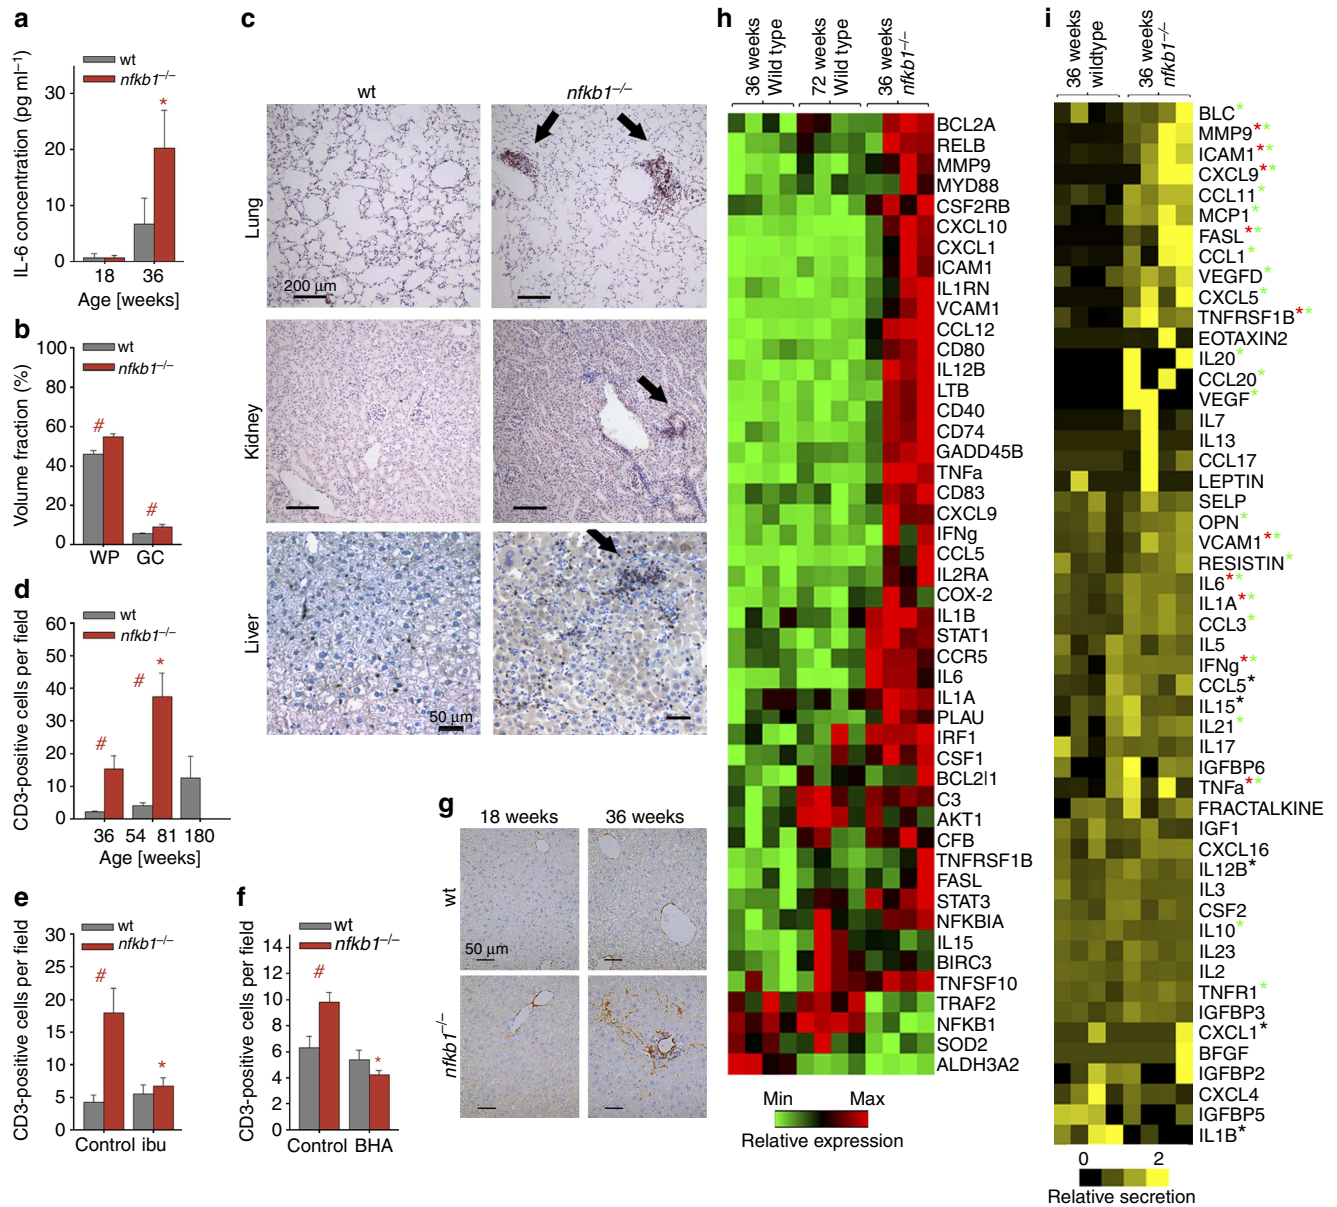 a
IL-6 concentration (pg ml⁻¹)
wt
nfkb1⁻/⁻
30
20
10
0
*
18 36
Age [weeks]
b
Volume fraction (%)
wt
nfkb1⁻/⁻
100
80
60
40
20
0
#
#
WP GC
c
wt nfkb1⁻/⁻
Lung
200 µm
Kidney
Liver
50 µm
d
CD3-positive cells per field
wt
nfkb1⁻/⁻
60
50
40
30
20
10
0
# # *
36 54 81 180
Age [weeks]
e
CD3-positive cells per field
wt
nfkb1⁻/⁻
30
25
20
15
10
5
0
# *
Control ibu
f
CD3-positive cells per field
wt
nfkb1⁻/⁻
14
12
10
8
6
4
2
0
# *
Control BHA
g
18 weeks 36 weeks
wt
50 µm
nfkb1⁻/⁻
h
36 weeks
Wild type
72 weeks
Wild type
36 weeks
nfkb1⁻/⁻
BCL2A
RELB
MMP9
MYD88
CSF2RB
CXCL10
CXCL1
ICAM1
IL1RN
VCAM1
CCL12
CD80
IL12B
LTB
CD40
CD74
GADD45B
TNFa
CD83
CXCL9
IFNg
CCL5
IL2RA
COX-2
IL1B
STAT1
CCR5
IL6
IL1A
PLAU
IRF1
CSF1
BCL2l1
C3
AKT1
CFB
TNFRSF1B
FASL
STAT3
NFKBIA
IL15
BIRC3
TNFSF10
TRAF2
NFKB1
SOD2
ALDH3A2
Min Max
Relative expression
i
36 weeks
wildtype
36 weeks
nfkb1⁻/⁻
BLC*
MMP9**
ICAM1**
CXCL9**
CCL11*
MCP1*
FASL**
CCL1*
VEGFD*
CXCL5*
TNFRSF1B**
EOTAXIN2
IL20*
CCL20*
VEGF*
IL7
IL13
CCL17
LEPTIN
SELP
OPN*
VCAM1**
RESISTIN*
IL6**
IL1A**
CCL3*
IL5
IFNg**
CCL5*
IL15*
IL21*
IL17
IGFBP6
TNFa**
FRACTALKINE
IGF1
CXCL16
IL12B*
IL3
CSF2
IL10*
IL23
IL2
TNFR1*
IGFBP3
CXCL1*
BFGF
IGFBP2
CXCL4
IGFBP5
IL1B*
0 2
Relative secretion